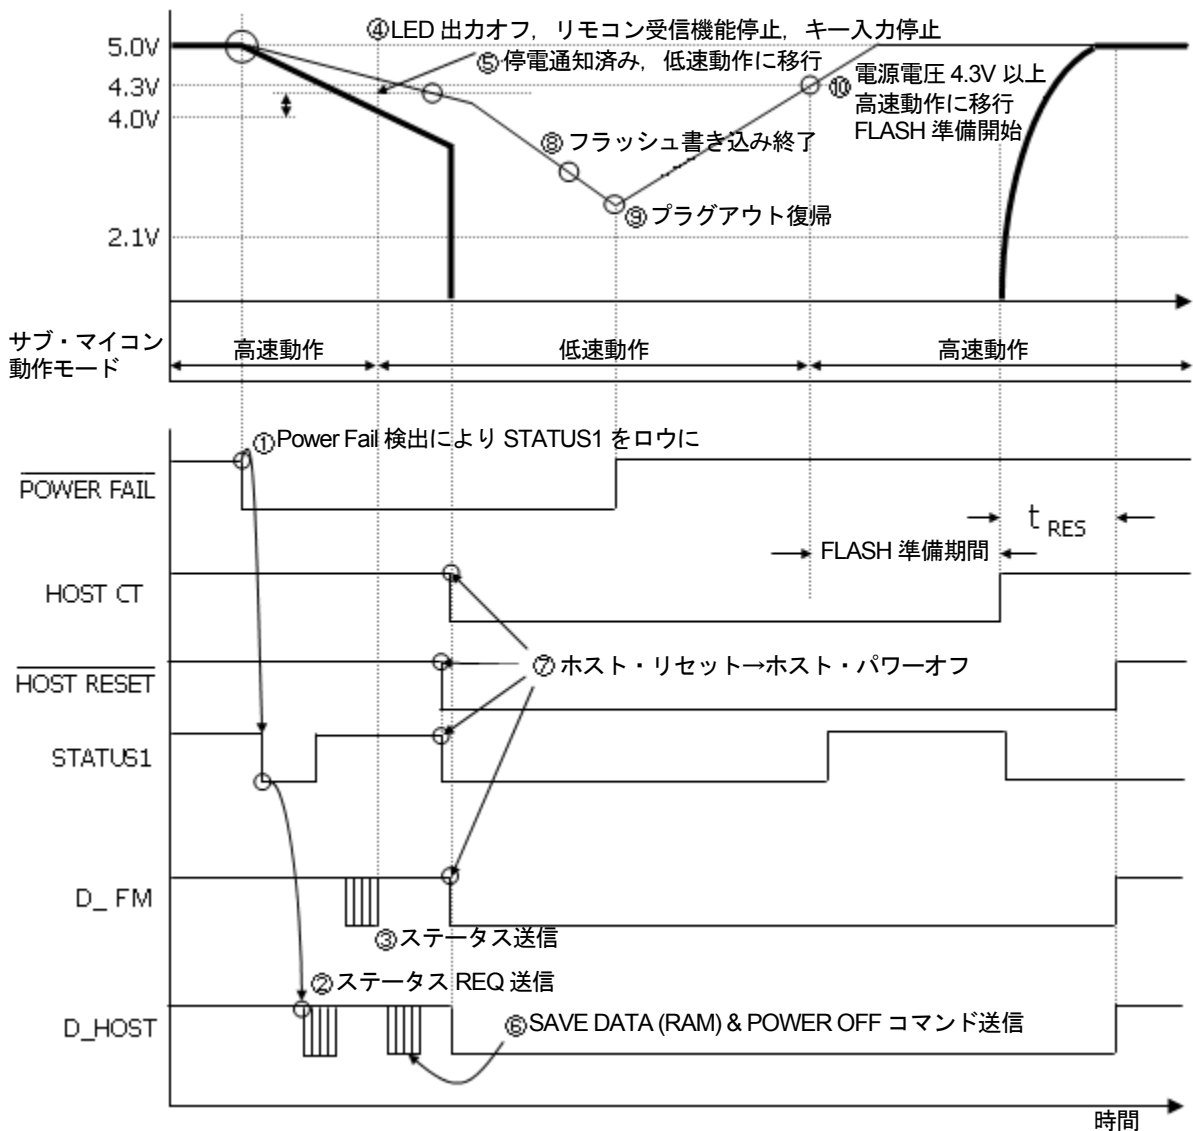 ④LED 出力オフ，リモコン受信機能停止，キー入力停止
5.0V
⑤停電通知済み，低速動作に移行
4.3V
⑩ 電源電圧 4.3V 以上
高速動作に移行
FLASH 準備開始
4.0V
⑧フラッシュ書き込み終了
⑨プラグアウト復帰
2.1V
サブ・マイコン
動作モード
高速動作
低速動作
高速動作
①Power Fail 検出により STATUS1 をロウに
POWER FAIL
t RES
FLASH 準備期間
HOST CT
⑦ホスト・リセット→ホスト・パワーオフ
HOST RESET
STATUS1
D_ FM
③ステータス送信
②ステータス REQ 送信
D_HOST
⑥SAVE DATA (RAM) & POWER OFF コマンド送信
時間